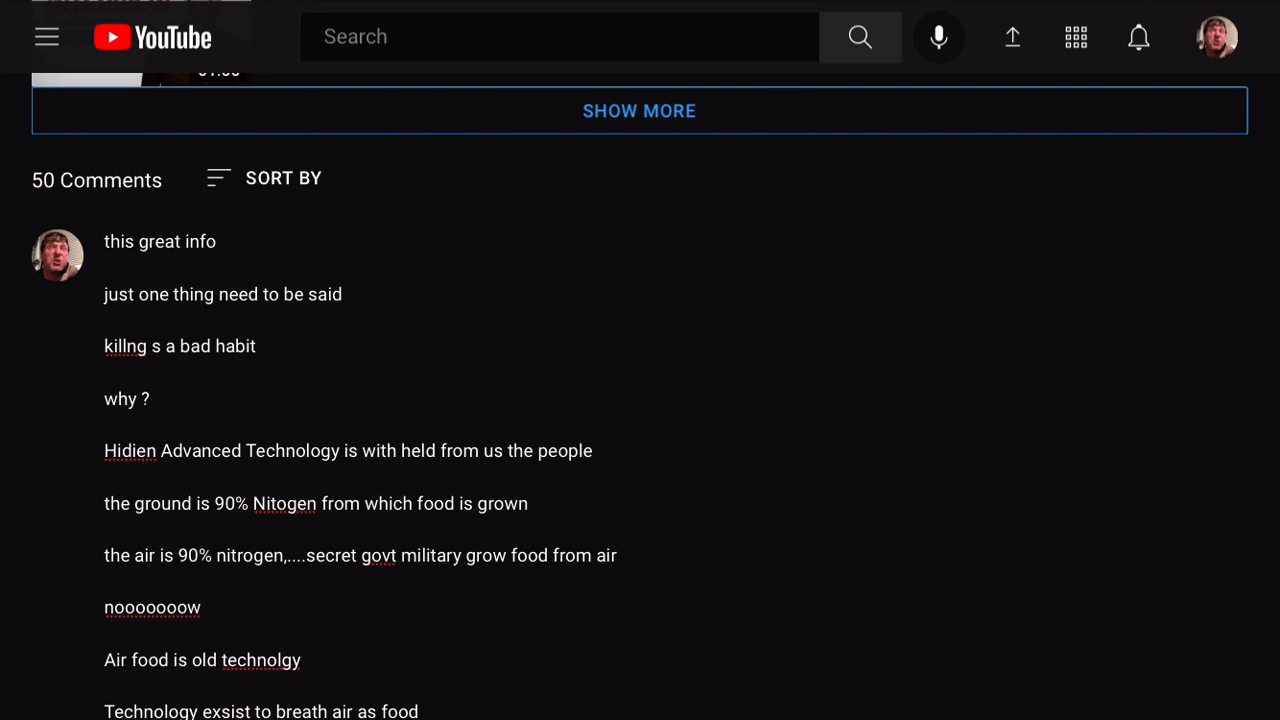 YouTube
Search
SHOW MORE
50 Comments
SORT BY
this great info
just one thing need to be said
killng s a bad habit
why ?
Hidien Advanced Technology is with held from us the people
the ground is 90% Nitogen from which food is grown
the air is 90% nitrogen,....secret govt military grow food from air
noooooooow
Air food is old technolgy
Technology exsist to breath air as food